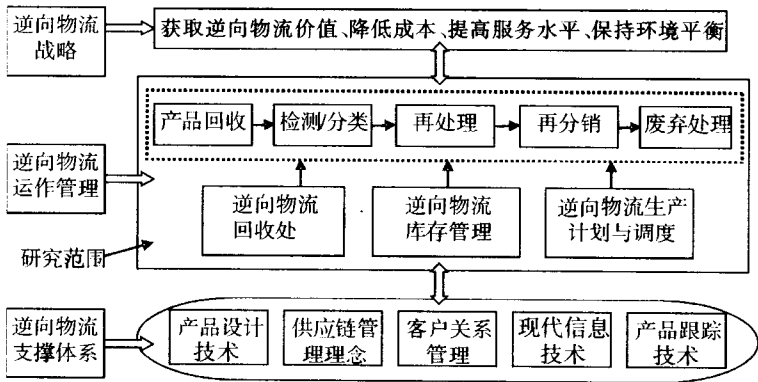 逆向物流
战略
获取逆向物流价值、降低成本、提高服务水平、保持环境平衡
产品回收
检测/分类
再处理
再分销
废弃处理
逆向物流
运作管理
逆向物流
回收处
逆向物流
库存管理
逆向物流生产
计划与调度
研究范围
逆向物流
支撑体系
产品设计
技术
供应链管
理理念
客户关系
管理
现代信息
技术
产品跟踪
技术